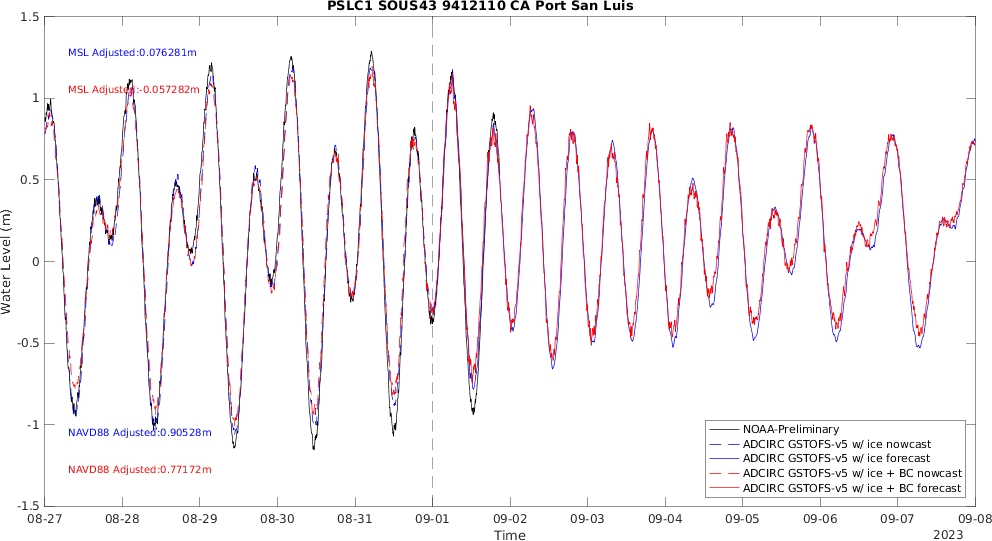 PSLC1 SOUS43 9412110 CA Port San Luis
1.5
1
0.5
0
-0.5
-1
-1.5
Water Level (m)
MSL Adjusted:0.076281m
MSL Adjusted:-0.057282m
NAVD88 Adjusted:0.90528m
NAVD88 Adjusted:0.77172m
NOAA-Preliminary
ADCIRC GSTOFS-v5 w/ ice nowcast
ADCIRC GSTOFS-v5 w/ ice forecast
ADCIRC GSTOFS-v5 w/ ice + BC nowcast
ADCIRC GSTOFS-v5 w/ ice + BC forecast
08-27 08-28 08-29 08-30 08-31 09-01 09-02 09-03 09-04 09-05 09-06 09-07 09-08
Time
2023